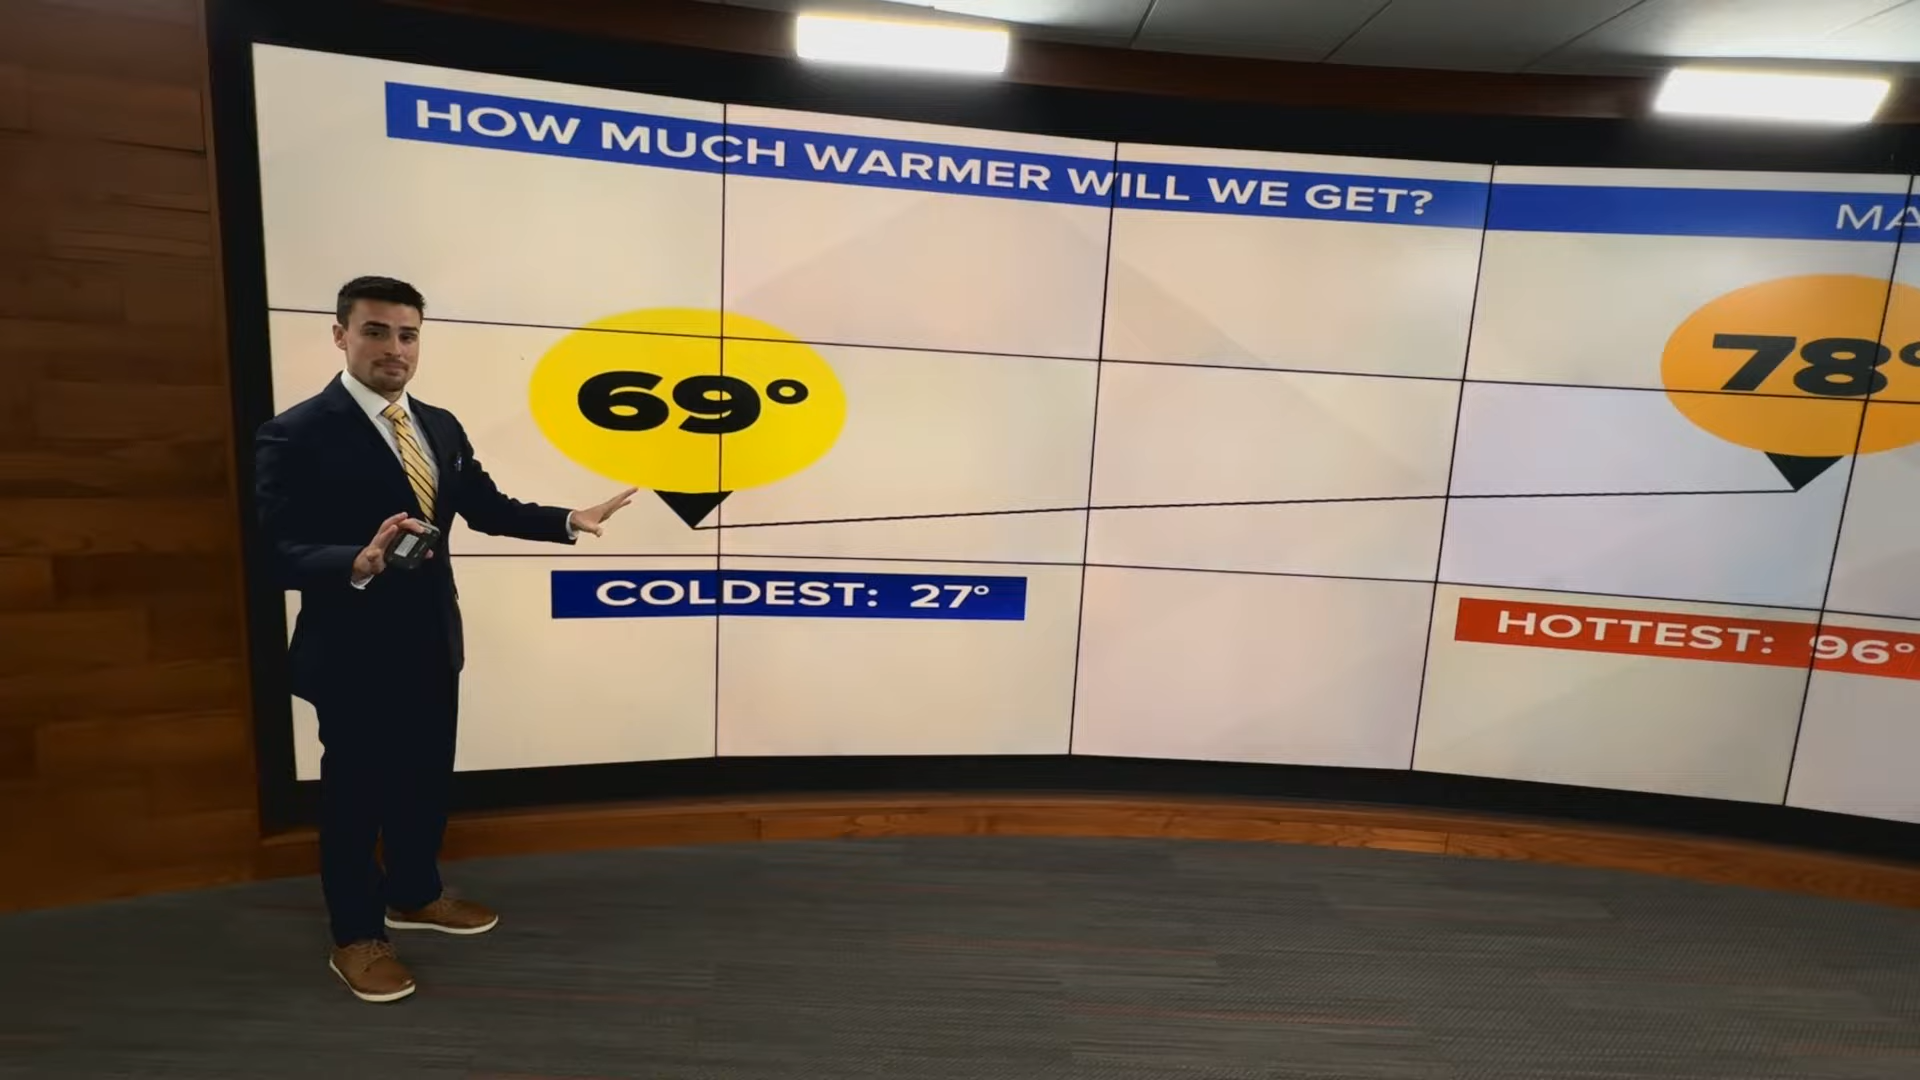 HOW MUCH WARMER WILL WE GET?
69°
78°
COLDEST: 27°
HOTTEST: 96°